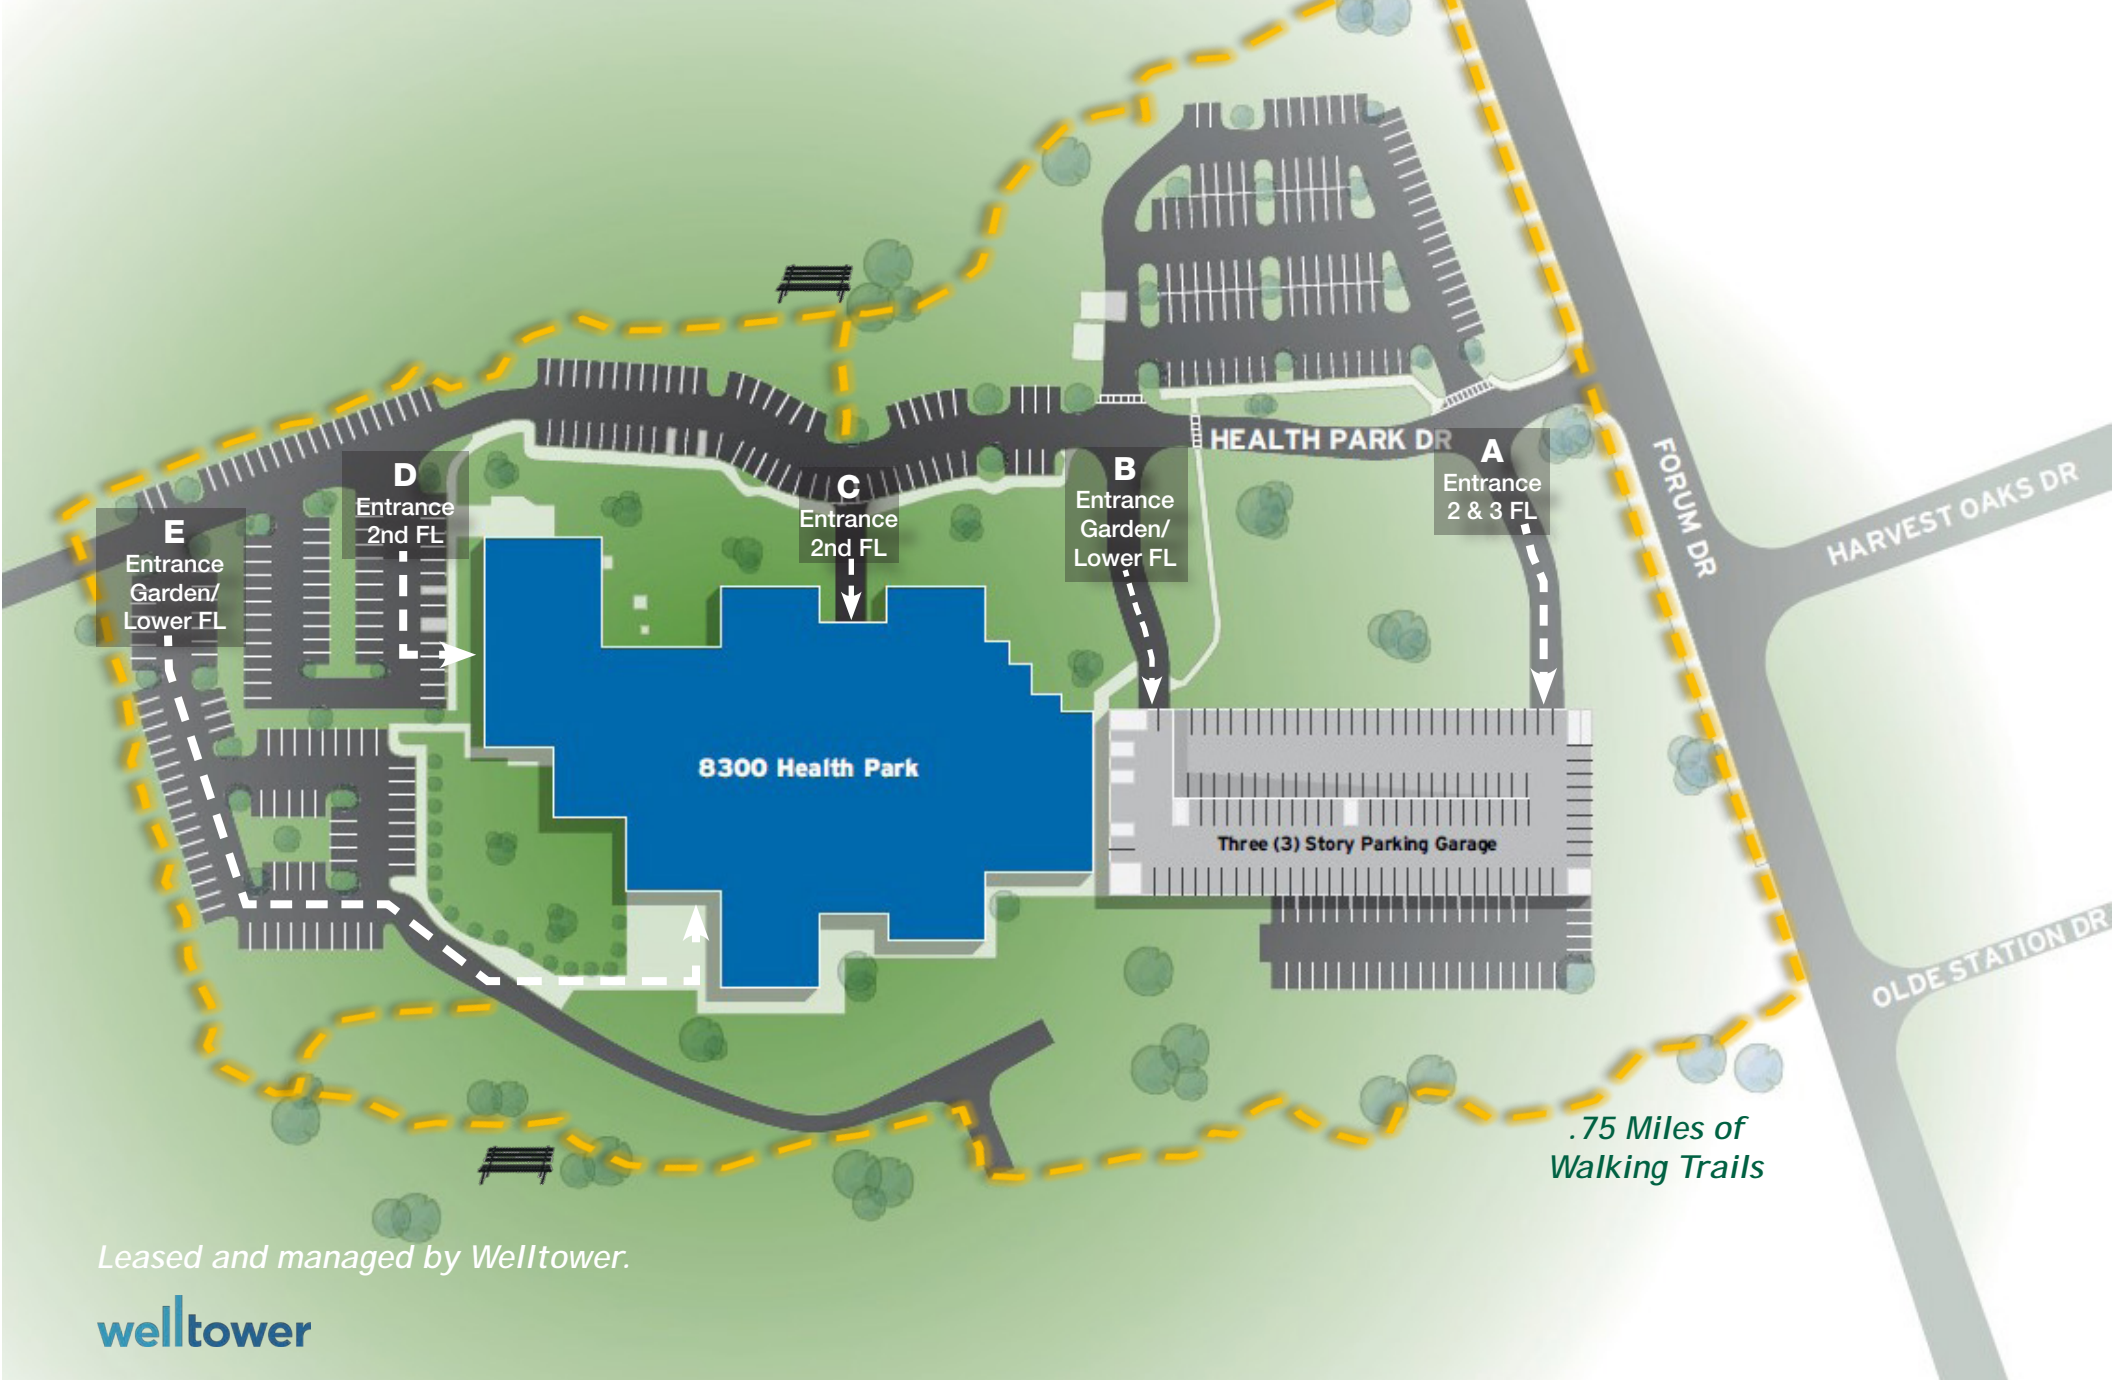 HEALTH PARK DR
A
Entrance
2 & 3 FL
B
Entrance
Garden/
Lower FL
C
Entrance
2nd FL
D
Entrance
2nd FL
E
Entrance
Garden/
Lower FL
FORUM DR
HARVEST OAKS DR
8300 Health Park
Three (3) Story Parking Garage
OLDE STATION DR
.75 Miles of
Walking Trails
Leased and managed by Welltower.
welltower